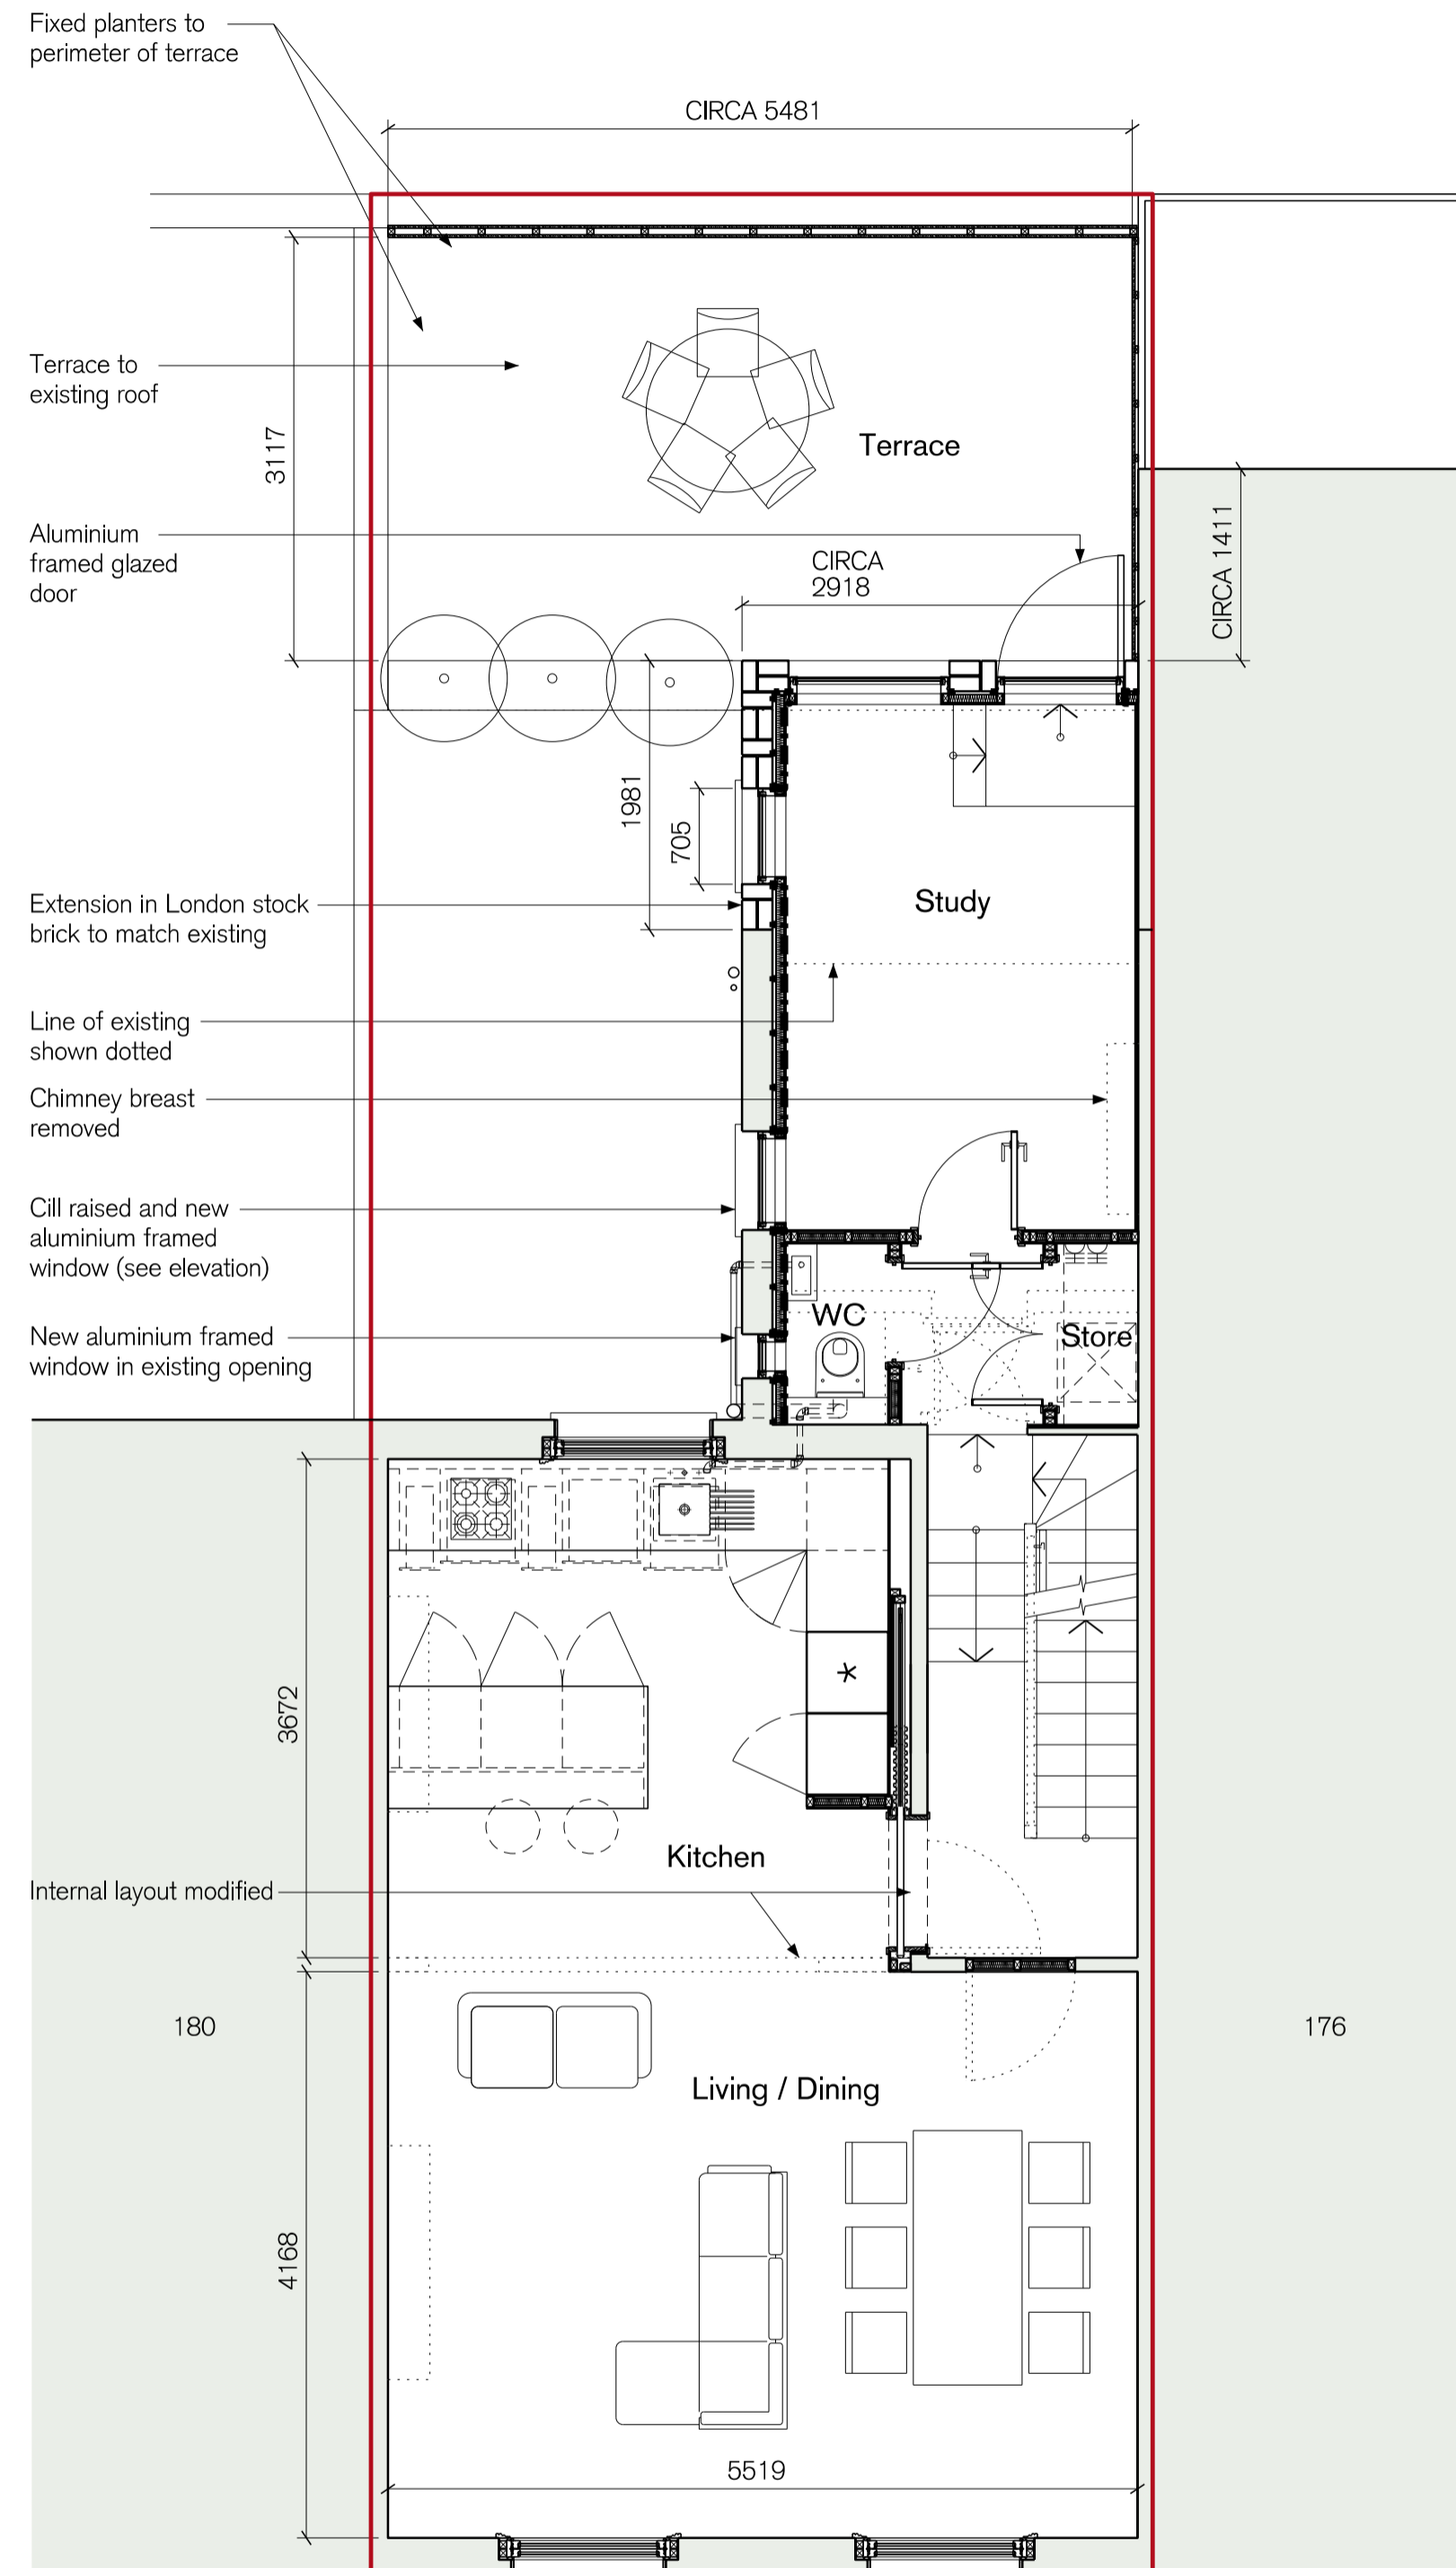 Fixed planters to
perimeter of terrace
CIRCA 5481
Terrace to
existing roof
Terrace
3117
Aluminium
framed glazed
door
CIRCA
2918
CIRCA 1411
1981
705
Extension in London stock
brick to match existing
Study
Line of existing
shown dotted
Chimney breast
removed
Cill raised and new
aluminium framed
window (see elevation)
WC
Store
New aluminium framed
window in existing opening
3672
Kitchen
Internal layout modified
180
176
Living / Dining
4168
5519